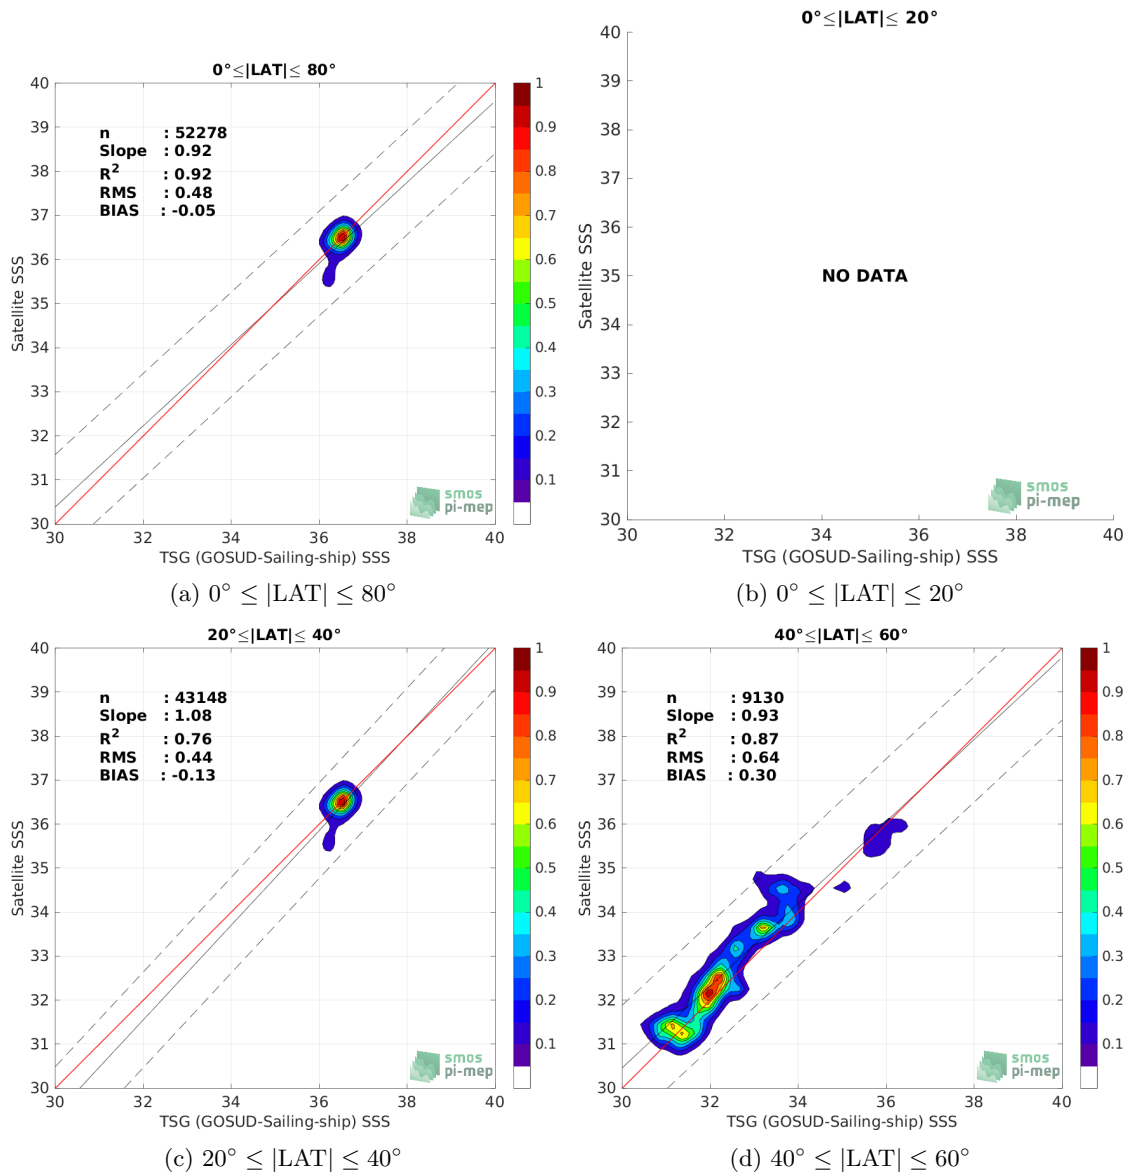 0°≤|LAT|≤ 80°
40
39
38
37
36
35
34
33
32
31
30
Satellite SSS
n : 52278
Slope : 0.92
R² : 0.92
RMS : 0.48
BIAS : -0.05
smos
pi-mep
30 32 34 36 38 40
TSG (GOSUD-Sailing-ship) SSS
1
0.9
0.8
0.7
0.6
0.5
0.4
0.3
0.2
0.1
(a) 0° ≤ |LAT| ≤ 80°
0°≤|LAT|≤ 20°
40
39
38
37
36
35
34
33
32
31
30
Satellite SSS
NO DATA
smos
pi-mep
30 32 34 36 38 40
TSG (GOSUD-Sailing-ship) SSS
(b) 0° ≤ |LAT| ≤ 20°
20°≤|LAT|≤ 40°
40
39
38
37
36
35
34
33
32
31
30
Satellite SSS
n : 43148
Slope : 1.08
R² : 0.76
RMS : 0.44
BIAS : -0.13
smos
pi-mep
30 32 34 36 38 40
TSG (GOSUD-Sailing-ship) SSS
1
0.9
0.8
0.7
0.6
0.5
0.4
0.3
0.2
0.1
(c) 20° ≤ |LAT| ≤ 40°
40°≤|LAT|≤ 60°
40
39
38
37
36
35
34
33
32
31
30
Satellite SSS
n : 9130
Slope : 0.93
R² : 0.87
RMS : 0.64
BIAS : 0.30
smos
pi-mep
30 32 34 36 38 40
TSG (GOSUD-Sailing-ship) SSS
1
0.9
0.8
0.7
0.6
0.5
0.4
0.3
0.2
0.1
(d) 40° ≤ |LAT| ≤ 60°